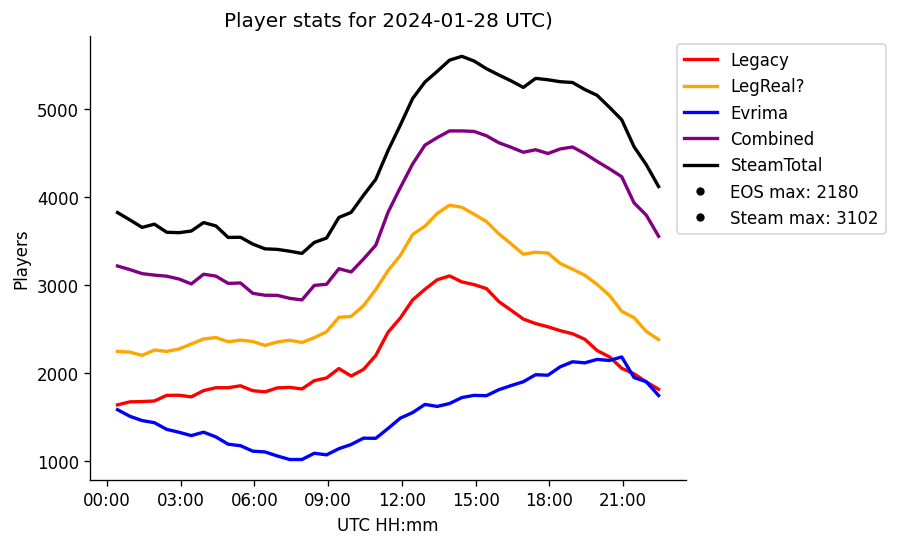 Player stats for 2024-01-28 UTC)
Legacy
LegReal?
Evrima
Combined
SteamTotal
EOS max: 2180
Steam max: 3102
Players
5000
4000
3000
2000
1000
00:00 03:00 06:00 09:00 12:00 15:00 18:00 21:00
UTC HH:mm